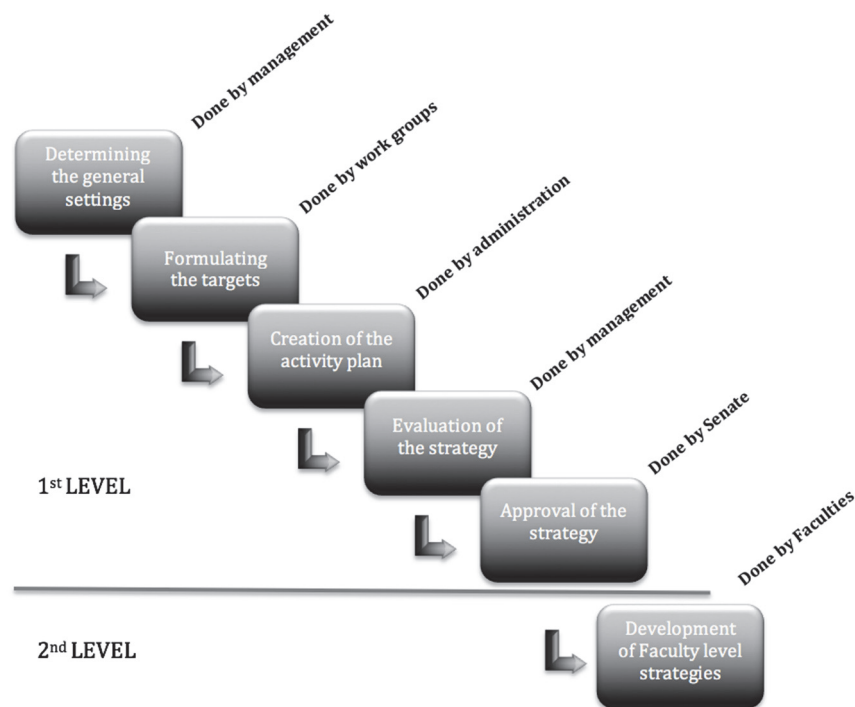 Done by management
Determining
the general
settings
Done by work groups
Formulating
the targets
Done by administration
Creation of the
activity plan
Done by management
Evaluation of
the strategy
Done by Senate
Approval of the
strategy
1st LEVEL
Done by Faculties
Development
of Faculty level
strategies
2nd LEVEL